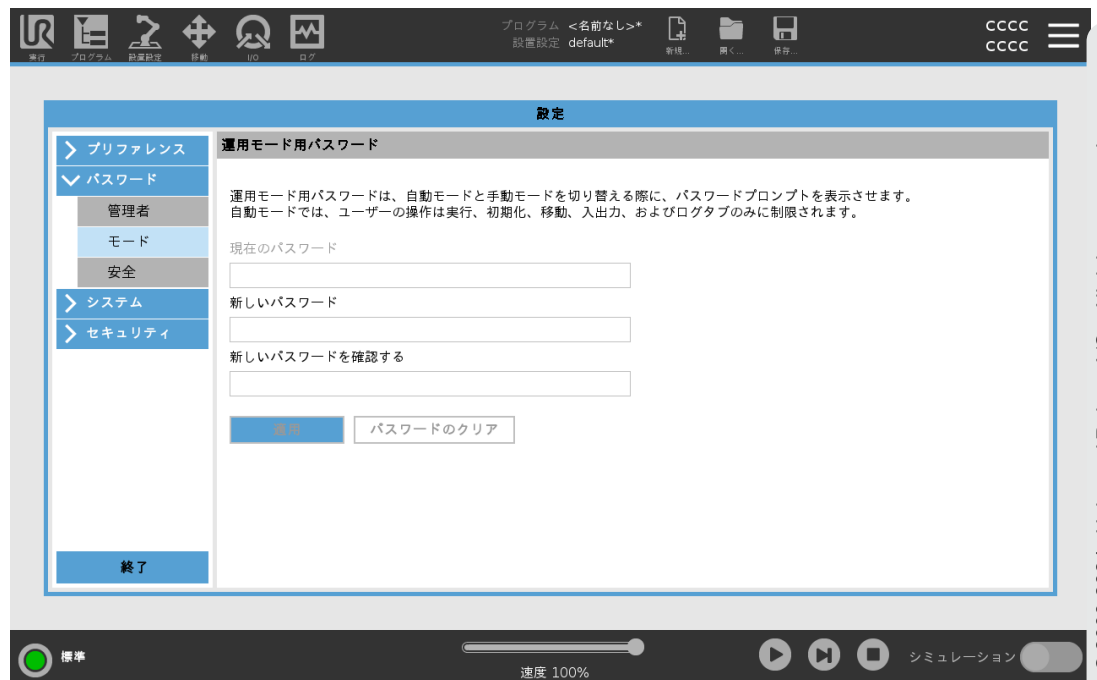 UR
プログラム <名前なし>*
設置設定 default*
cccc
cccc
実行
プログラム
設置設定
移動
I/O
ログ
新規...
開く...
保存...
設定
プリファレンス
パスワード
管理者
モード
安全
システム
セキュリティ
終了
運用モード用パスワード
運用モード用パスワードは、自動モードと手動モードを切り替える際に、パスワードプロンプトを表示させます。
自動モードでは、ユーザーの操作は実行、初期化、移動、入出力、およびログタブのみに制限されます。
現在のパスワード
新しいパスワード
新しいパスワードを確認する
適用
パスワードのクリア
標準
速度 100%
シミュレーション